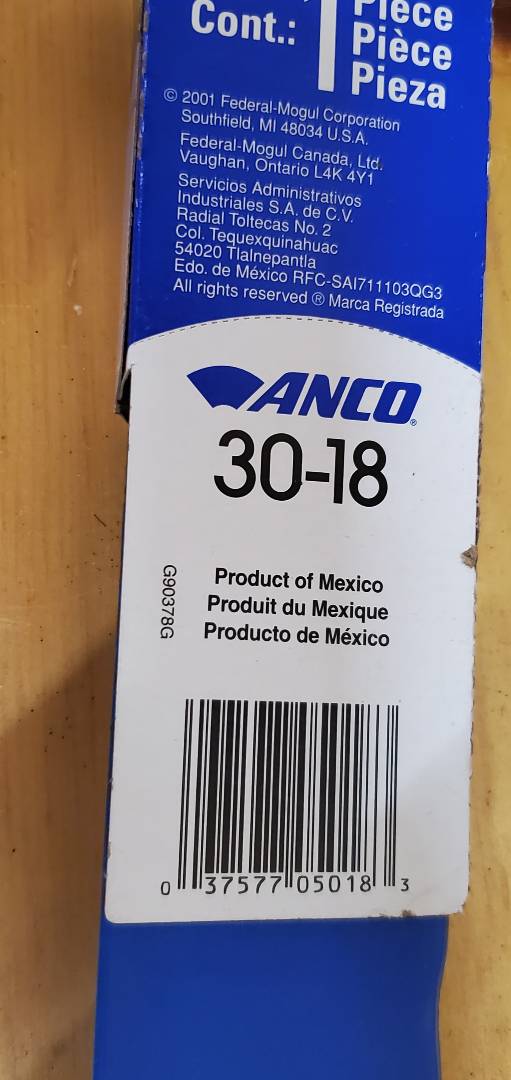 Cont.: 1 Piece
Pièce
Pieza
© 2001 Federal-Mogul Corporation
Southfield, MI 48034 U.S.A.
Federal-Mogul Canada, Ltd.
Vaughan, Ontario L4K 4Y1
Servicios Administrativos
Industriales S.A. de C.V.
Radial Toltecas No. 2
Col. Tequexquinahuac
54020 Tlalnepantla
Edo. de México RFC-SAI711103QG3
All rights reserved ® Marca Registrada
ANCO®
30-18
G90378G
Product of Mexico
Produit du Mexique
Producto de México
0 37577 05018 3